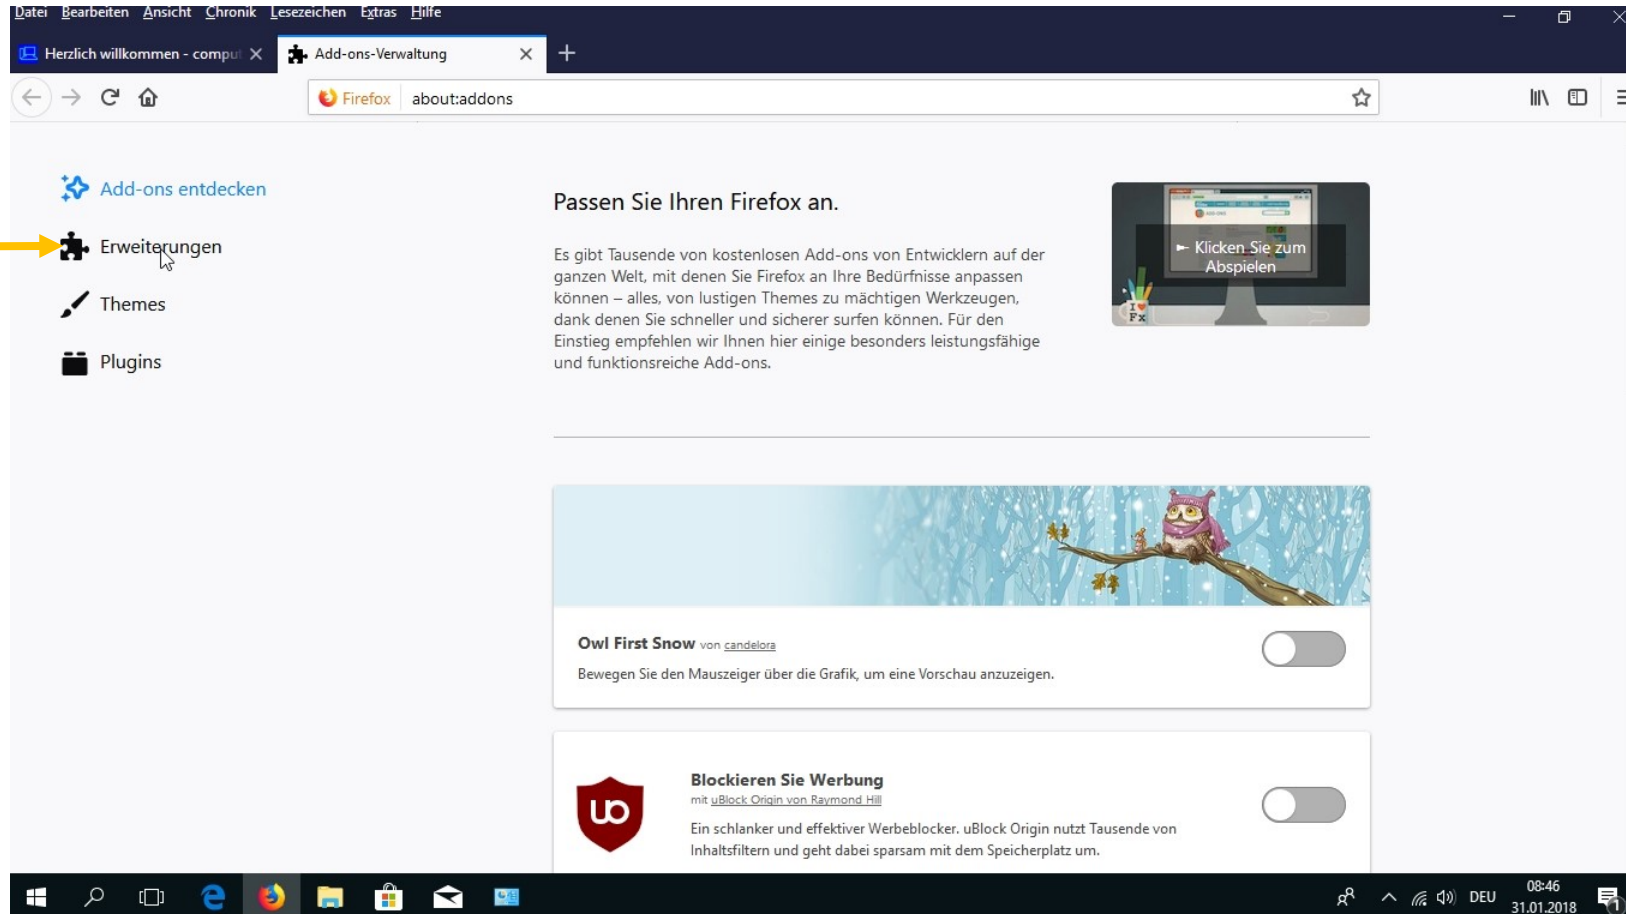 Datei Bearbeiten Ansicht Chronik Lesezeichen Extras Hilfe
Herzlich willkommen - comput
Add-ons-Verwaltung
Firefox
about:addons
Add-ons entdecken
Erweiterungen
Themes
Plugins
Passen Sie Ihren Firefox an.
Es gibt Tausende von kostenlosen Add-ons von Entwicklern auf der
ganzen Welt, mit denen Sie Firefox an Ihre Bedürfnisse anpassen
können – alles, von lustigen Themes zu mächtigen Werkzeugen,
dank denen Sie schneller und sicherer surfen können. Für den
Einstieg empfehlen wir Ihnen hier einige besonders leistungsfähige
und funktionsreiche Add-ons.
► Klicken Sie zum
Abspielen
I ♥
Fx
Owl First Snow von candelora
Bewegen Sie den Mauszeiger über die Grafik, um eine Vorschau anzuzeigen.
uo
Blockieren Sie Werbung
mit uBlock Origin von Raymond Hill
Ein schlanker und effektiver Werbeblocker. uBlock Origin nutzt Tausende von
Inhaltsfiltern und geht dabei sparsam mit dem Speicherplatz um.
DEU
08:46
31.01.2018
1